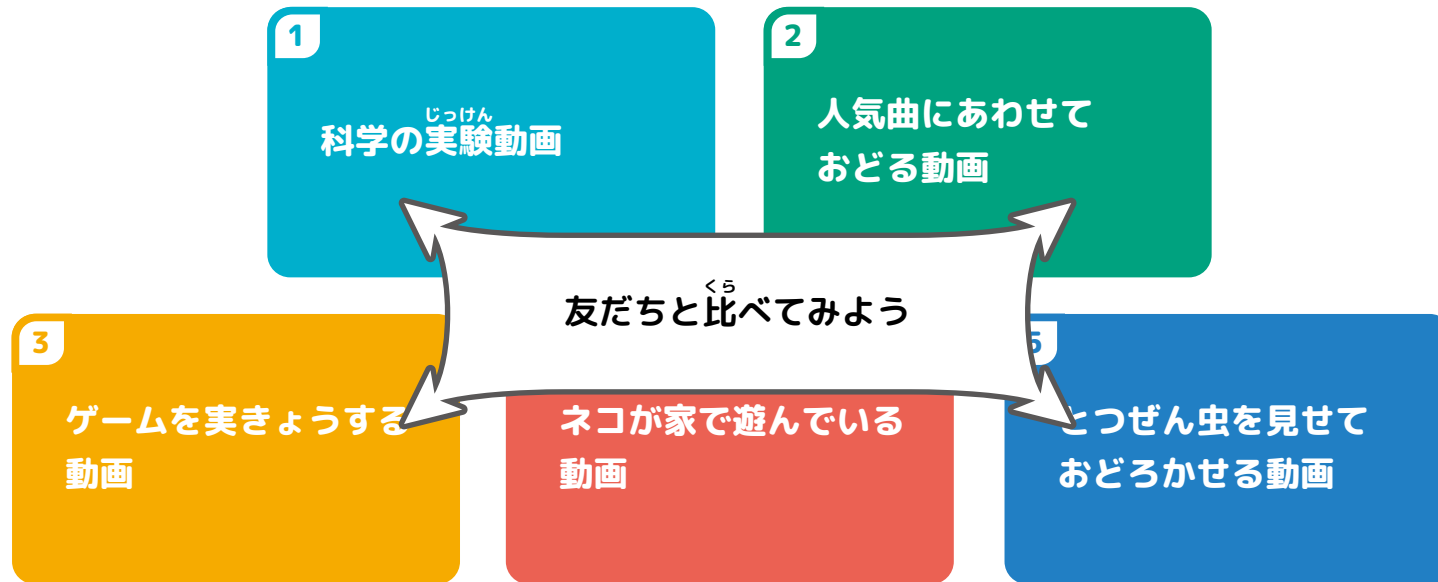 1
科学の実験動画
じっけん
2
人気曲にあわせて
おどる動画
友だちと比べてみよう
くら
3
ゲームを実きょうする
動画
ネコが家で遊んでいる
動画
5
とつぜん虫を見せて
おどろかせる動画